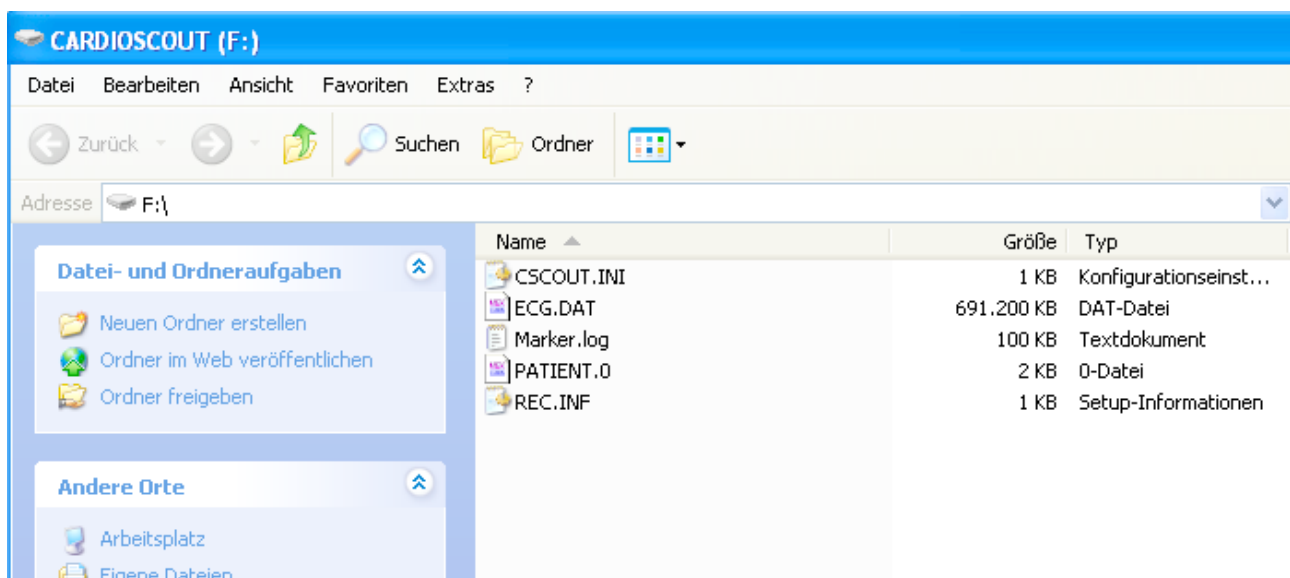 CARDIOSCOUT (F:)
Datei Bearbeiten Ansicht Favoriten Extras ?
Zurück Suchen Ordner
Adresse F:\
Name Größe Typ
Datei- und Ordneraufgaben
Neuen Ordner erstellen
Ordner im Web veröffentlichen
Ordner freigeben
Andere Orte
Arbeitsplatz
Eigene Dateien
CSCOUT.INI 1 KB Konfigurationseinst...
ECG.DAT 691.200 KB DAT-Datei
Marker.log 100 KB Textdokument
PATIENT.0 2 KB 0-Datei
REC.INF 1 KB Setup-Informationen